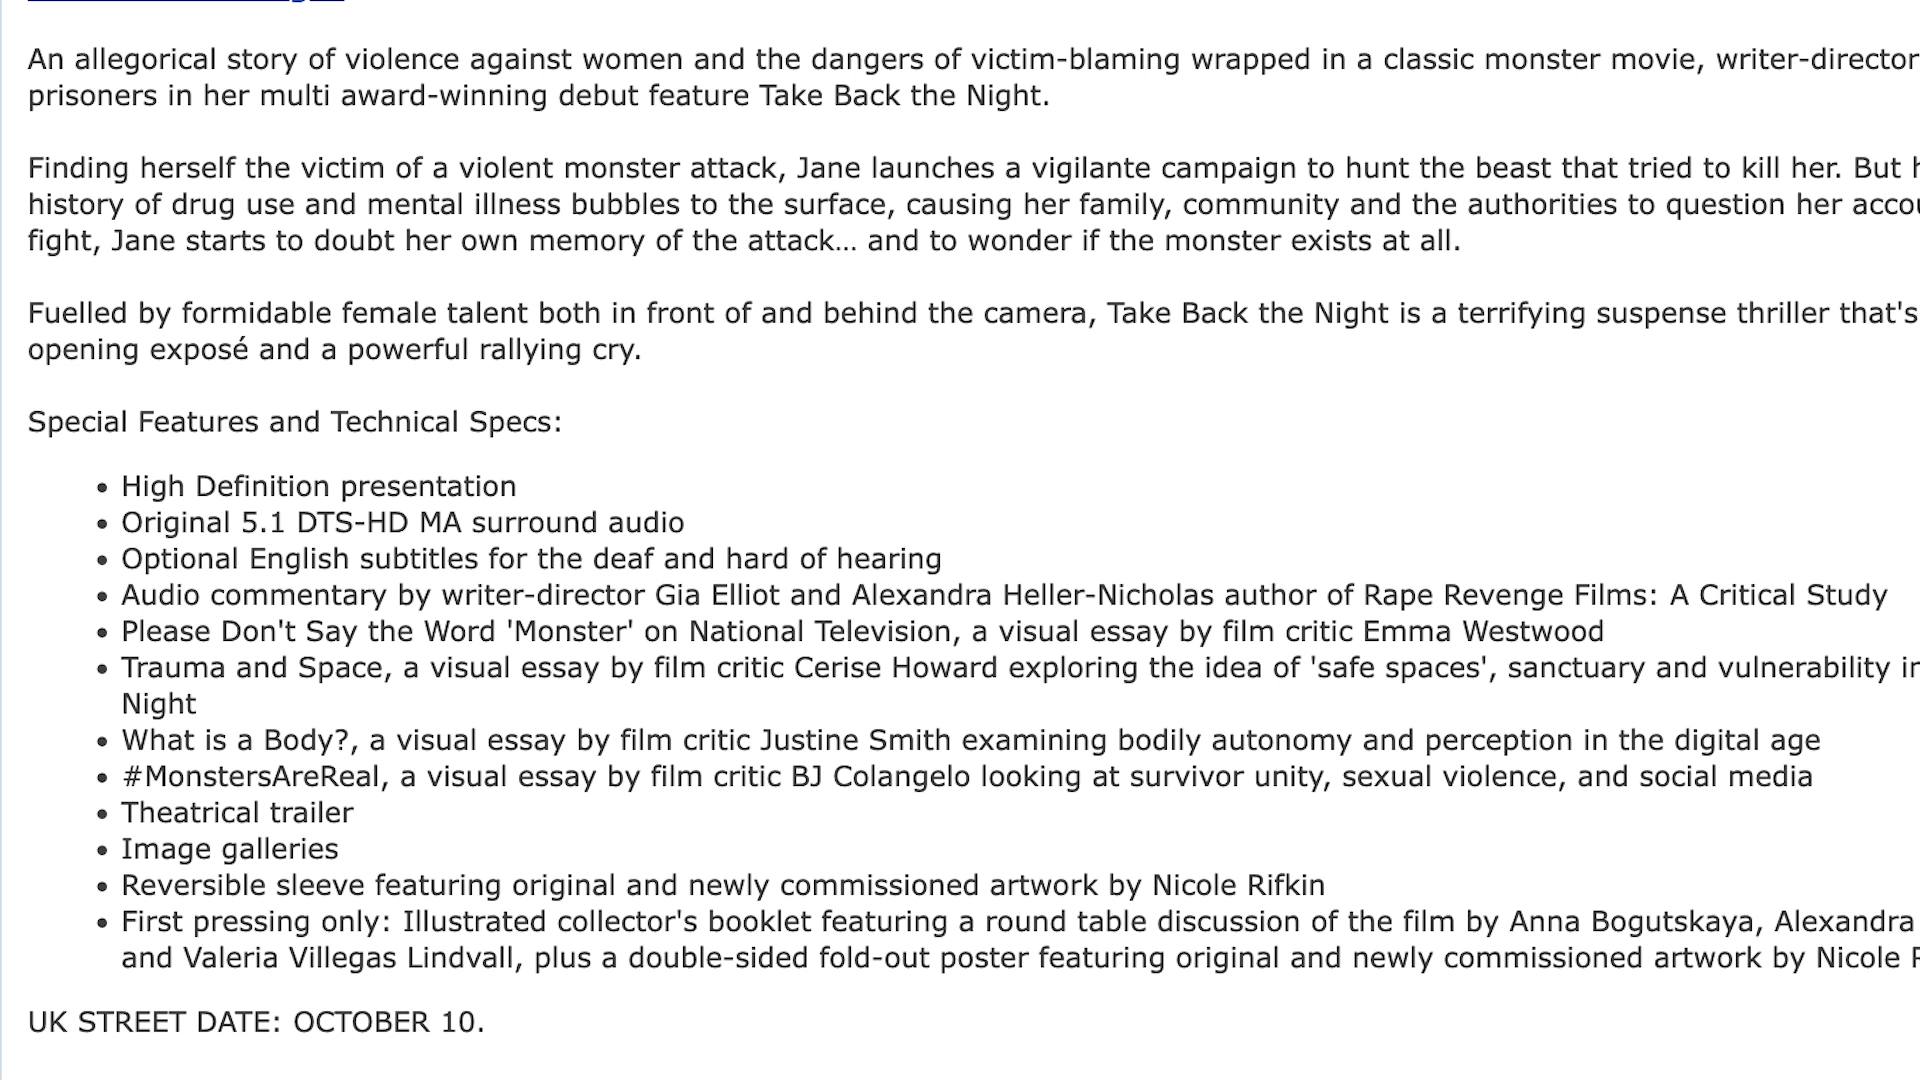 An allegorical story of violence against women and the dangers of victim-blaming wrapped in a classic monster movie, writer-director
prisoners in her multi award-winning debut feature Take Back the Night.
Finding herself the victim of a violent monster attack, Jane launches a vigilante campaign to hunt the beast that tried to kill her. But
history of drug use and mental illness bubbles to the surface, causing her family, community and the authorities to question her
fight, Jane starts to doubt her own memory of the attack... and to wonder if the monster exists at all.
Fuelled by formidable female talent both in front of and behind the camera, Take Back the Night is a terrifying suspense thriller that's
opening exposé and a powerful rallying cry.
Special Features and Technical Specs:
• High Definition presentation
• Original 5.1 DTS-HD MA surround audio
• Optional English subtitles for the deaf and hard of hearing
• Audio commentary by writer-director Gia Elliot and Alexandra Heller-Nicholas author of Rape Revenge Films: A Critical Study
• Please Don't Say the Word 'Monster' on National Television, a visual essay by film critic Emma Westwood
• Trauma and Space, a visual essay by film critic Cerise Howard exploring the idea of 'safe spaces', sanctuary and vulnerability
Night
• What is a Body?, a visual essay by film critic Justine Smith examining bodily autonomy and perception in the digital age
• #MonstersAreReal, a visual essay by film critic BJ Colangelo looking at survivor unity, sexual violence, and social media
• Theatrical trailer
• Image galleries
• Reversible sleeve featuring original and newly commissioned artwork by Nicole Rifkin
• First pressing only: Illustrated collector's booklet featuring a round table discussion of the film by Anna Bogutskaya, Alexandra
and Valeria Villegas Lindvall, plus a double-sided fold-out poster featuring original and newly commissioned artwork by Nicole
UK STREET DATE: OCTOBER 10.